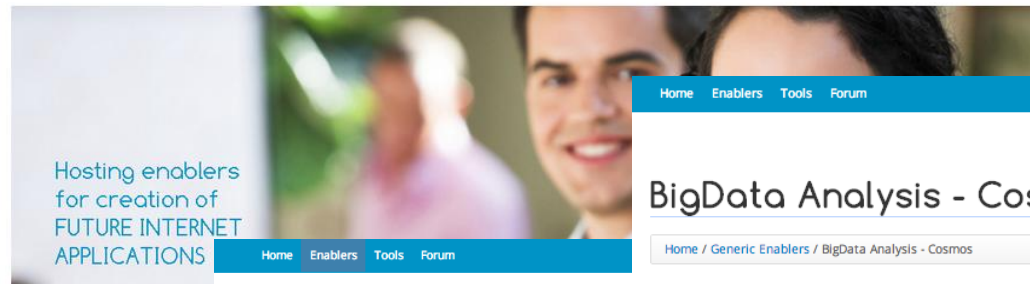 Home Enablers Tools Forum
Hosting enablers
for creation of
FUTURE INTERNET
APPLICATIONS
Home Enablers Tools Forum
BigData Analysis - Cos
Home / Generic Enablers / BigData Analysis - Cosmos